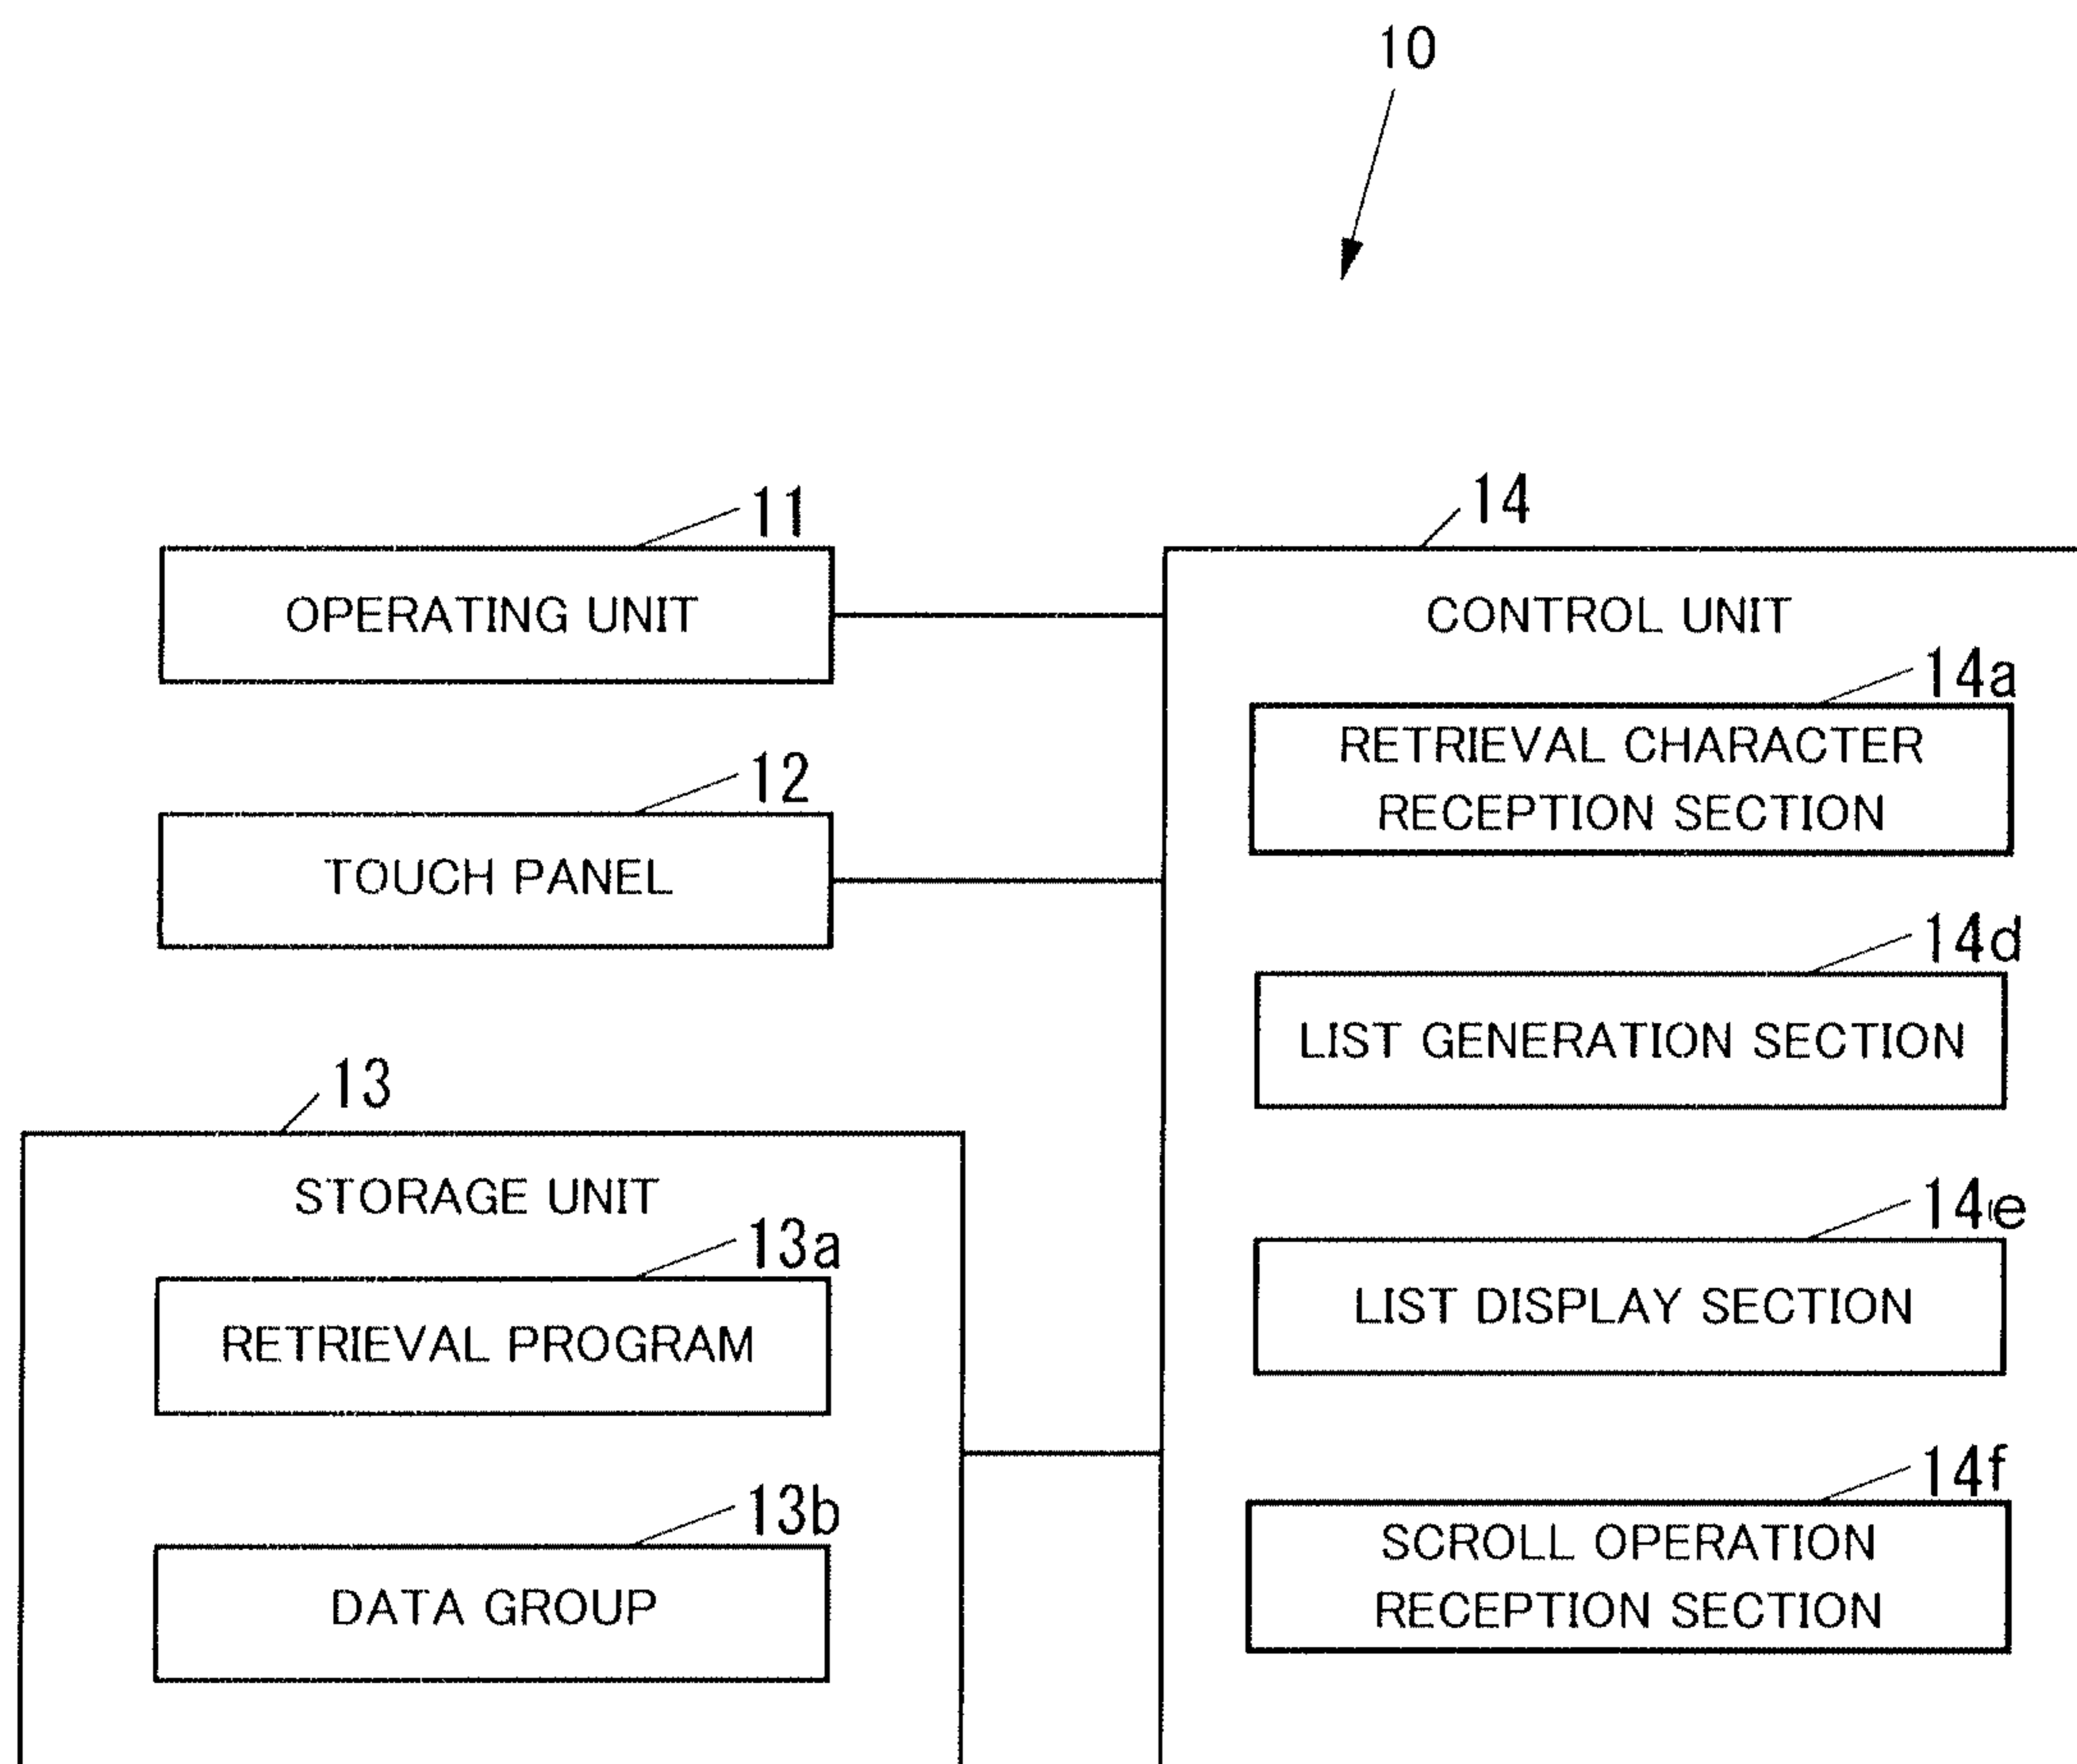 10
11
OPERATING UNIT
12
TOUCH PANEL
13
STORAGE UNIT
13a
RETRIEVAL PROGRAM
13b
DATA GROUP
14
CONTROL UNIT
14a
RETRIEVAL CHARACTER
RECEPTION SECTION
14d
LIST GENERATION SECTION
14e
LIST DISPLAY SECTION
14f
SCROLL OPERATION
RECEPTION SECTION